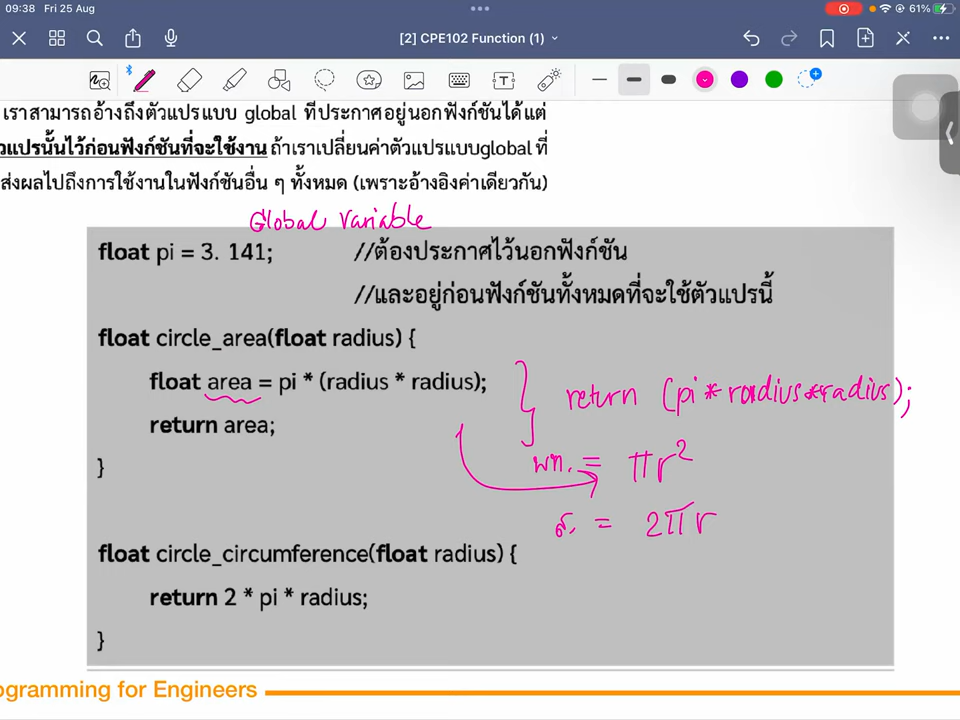 09:38 Fri 25 Aug
61%
[2] CPE102 Function (1)
เราสามารถอ้างถึงตัวแปรแบบ global ที่ประกาศอยู่นอกฟังก์ชันได้แต่
วแปรนั้นไว้ก่อนฟังก์ชันที่จะใช้งาน ถ้าเราเปลี่ยนค่าตัวแปรแบบglobal ที่
ส่งผลไปถึงการใช้งานในฟังก์ชันอื่น ๆ ทั้งหมด (เพราะอ้างอิงค่าเดียวกัน)
Global Variable
float pi = 3. 141; //ต้องประกาศไว้นอกฟังก์ชัน
//และอยู่ก่อนฟังก์ชันทั้งหมดที่จะใช้ตัวแปรนี้
float circle_area(float radius) {
float area = pi * (radius * radius);
return (pi * radius * radius);
return area;
}
พท. = πr²
= 2πr
float circle_circumference(float radius) {
return 2 * pi * radius;
}
ogramming for Engineers